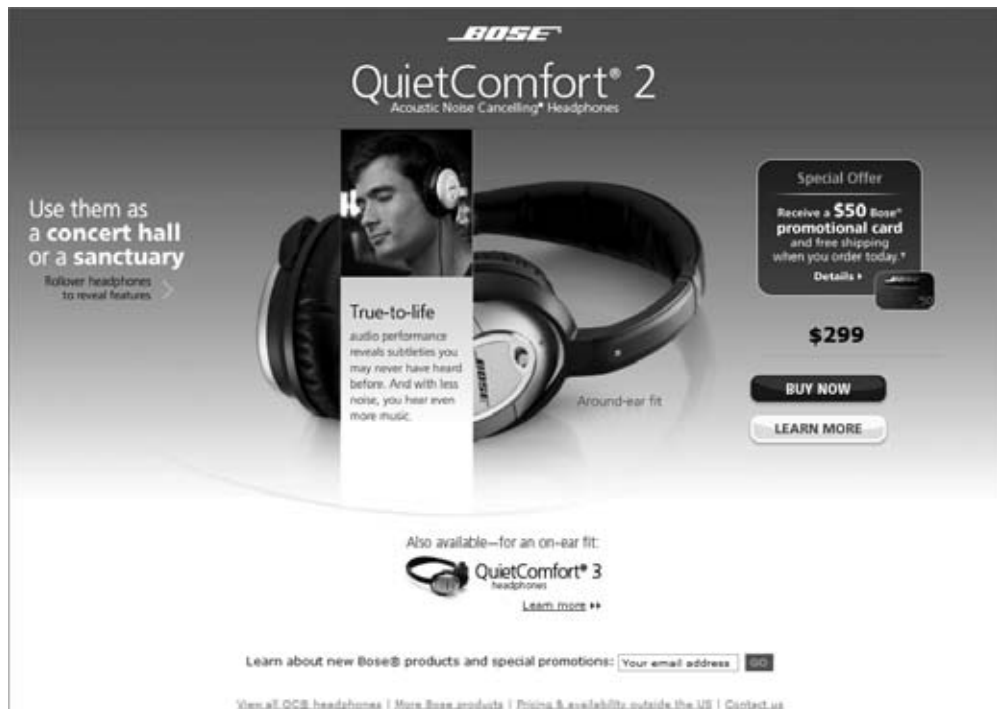 BOSE
QuietComfort® 2
Acoustic Noise Cancelling® Headphones
Use them as
a concert hall
or a sanctuary
Rollover headphones
to reveal features
True-to-life
audio performance
reveals subtleties you
may never have heard
before. And with less
noise, you hear even
more music.
BOSE
Around-ear fit
Special Offer
Receive a $50 Bose®
promotional card
and free shipping
when you order today.
Details
BOSE
$299
BUY NOW
LEARN MORE
Also available—for an on-ear fit:
QuietComfort® 3
headphones
Learn more
Learn about new Bose® products and special promotions: Your email address GO
View all QC® headphones | More Bose products | Pricing & availability outside the US | Contact us